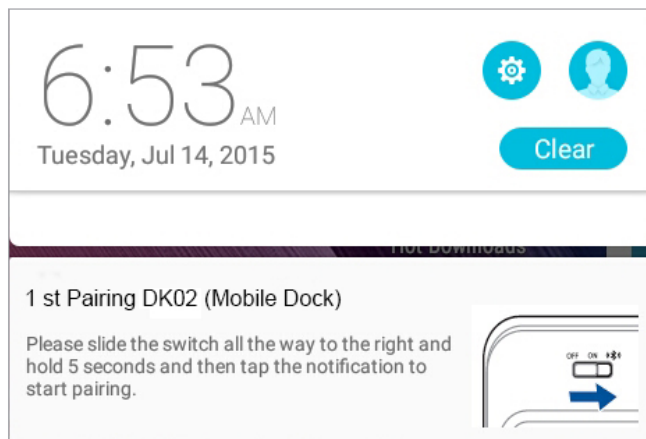 6:53 AM
Tuesday, Jul 14, 2015
Clear
Hot Downloads
1 st Pairing DK02 (Mobile Dock)
Please slide the switch all the way to the right and
hold 5 seconds and then tap the notification to
start pairing.
OFF ON